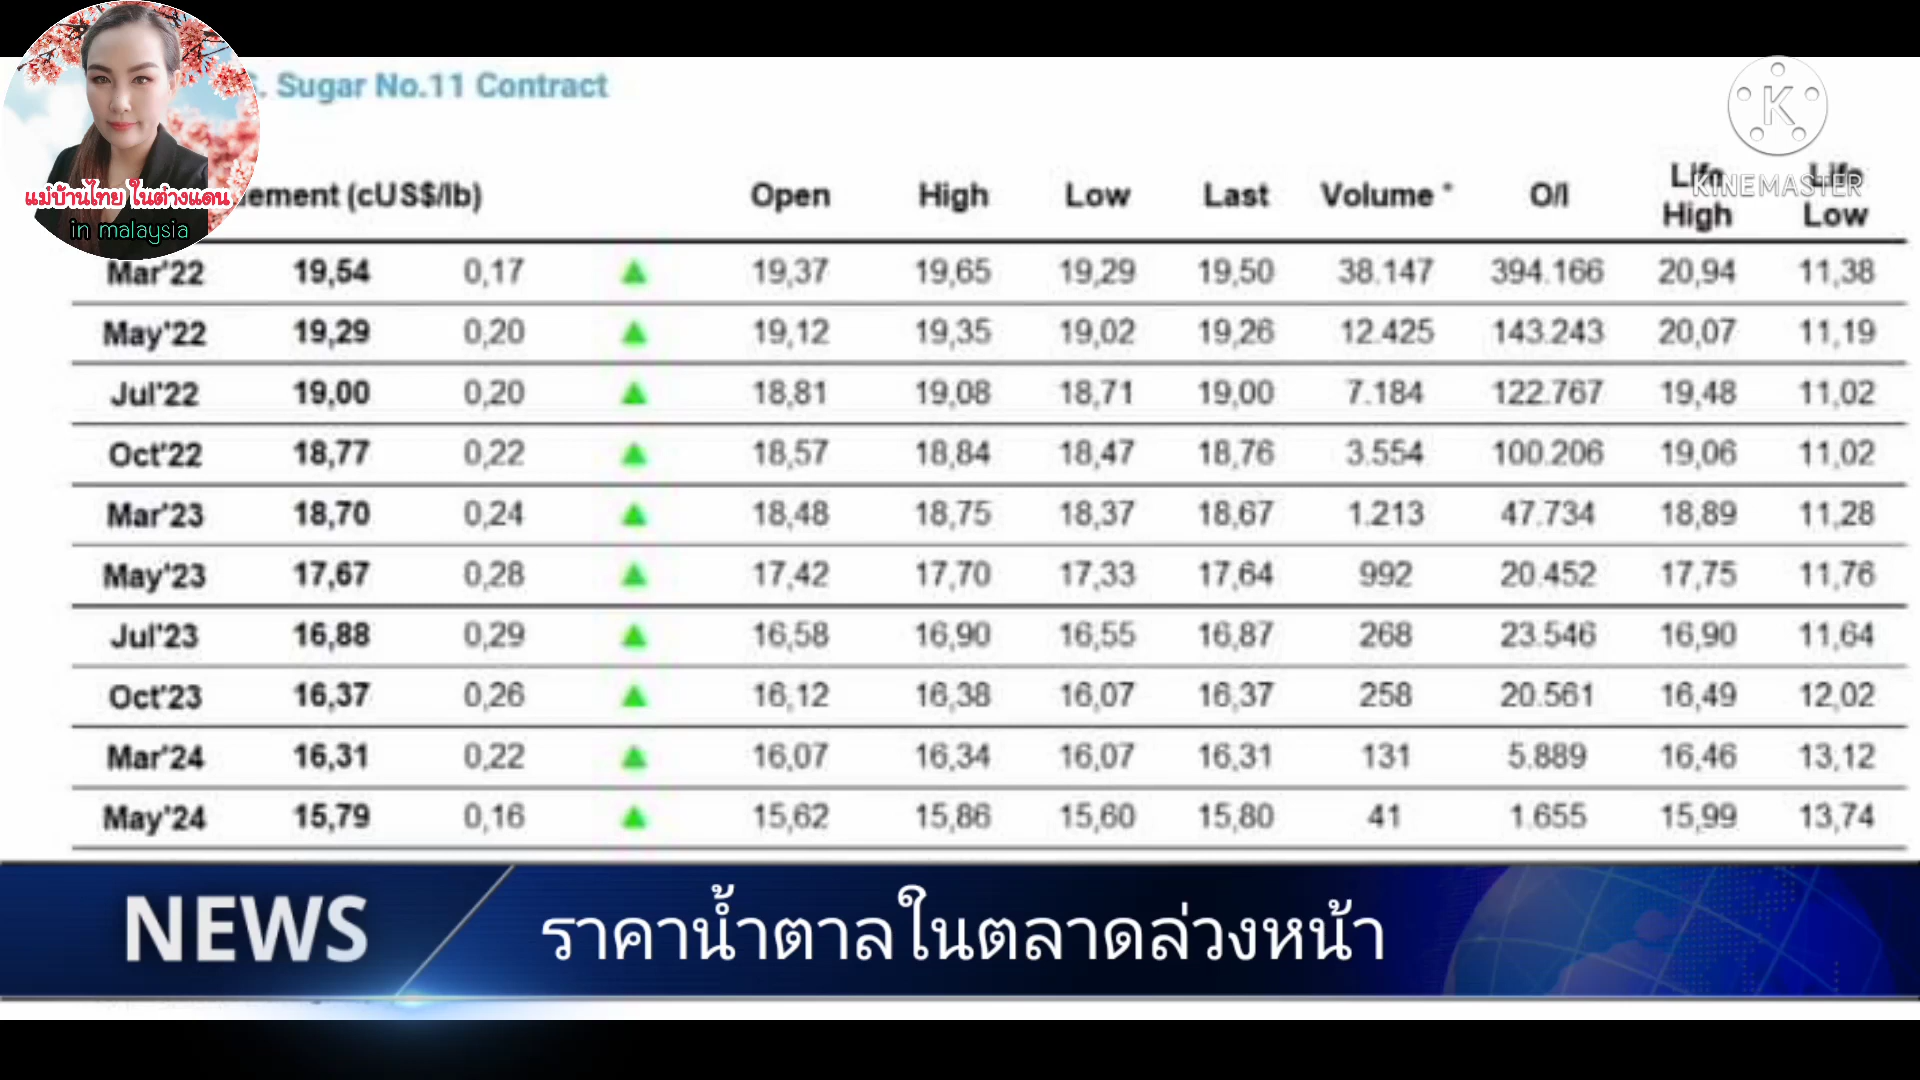 . Sugar No.11 Contract
ement (cUS$/lb) Open High Low Last Volume * O/I Life High Life Low
Mar'22 19,54 0,17 19,37 19,65 19,29 19,50 38.147 394.166 20,94 11,38
May'22 19,29 0,20 19,12 19,35 19,02 19,26 12.425 143.243 20,07 11,19
Jul'22 19,00 0,20 18,81 19,08 18,71 19,00 7.184 122.767 19,48 11,02
Oct'22 18,77 0,22 18,57 18,84 18,47 18,76 3.554 100.206 19,06 11,02
Mar'23 18,70 0,24 18,48 18,75 18,37 18,67 1.213 47.734 18,89 11,28
May'23 17,67 0,28 17,42 17,70 17,33 17,64 992 20.452 17,75 11,76
Jul'23 16,88 0,29 16,58 16,90 16,55 16,87 268 23.546 16,90 11,64
Oct'23 16,37 0,26 16,12 16,38 16,07 16,37 258 20.561 16,49 12,02
Mar'24 16,31 0,22 16,07 16,34 16,07 16,31 131 5.889 16,46 13,12
May'24 15,79 0,16 15,62 15,86 15,60 15,80 41 1.655 15,99 13,74
แม่บ้านไทย ในต่างแดน
in malaysia
K
KINEMASTER
NEWS
ราคาน้ำตาลในตลาดล่วงหน้า